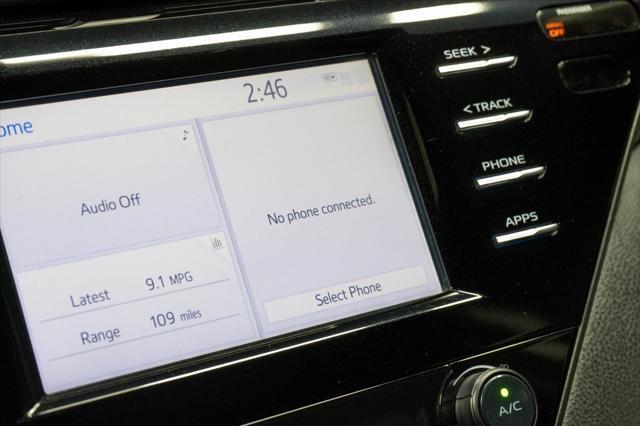 2:46
ome
Audio Off
Latest 9.1 MPG
Range 109 miles
No phone connected.
Select Phone
SEEK >
< TRACK
PHONE
APPS
PASSENGER
OFF
A/C